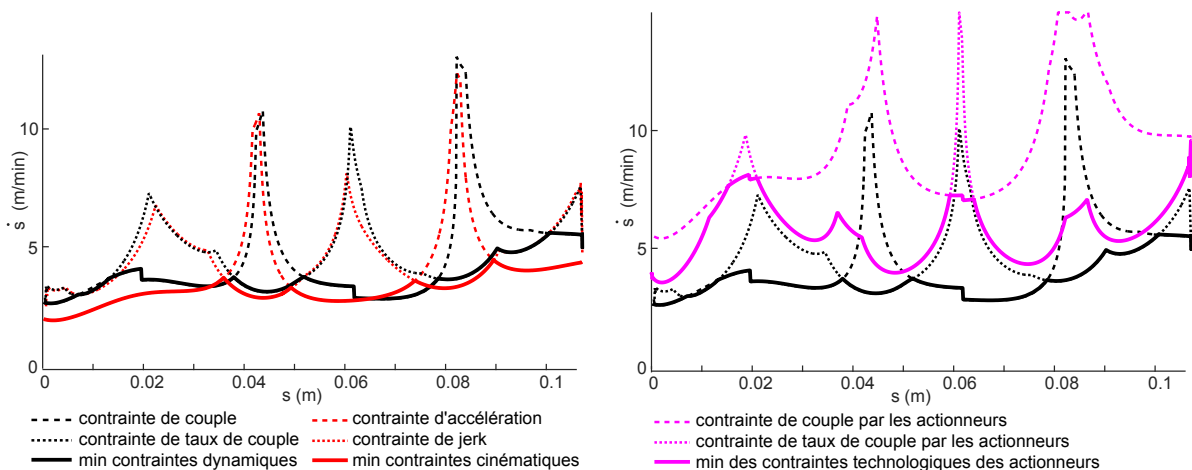 10
5
0
ṡ (m/min)
0 0.02 0.04 0.06 0.08 0.1
s (m)
contrainte de couple
contrainte d'accélération
contrainte de taux de couple
contrainte de jerk
min contraintes dynamiques
min contraintes cinématiques
10
5
0
ṡ (m/min)
0 0.02 0.04 0.06 0.08 0.1
s (m)
contrainte de couple par les actionneurs
contrainte de taux de couple par les actionneurs
min des contraintes technologiques des actionneurs